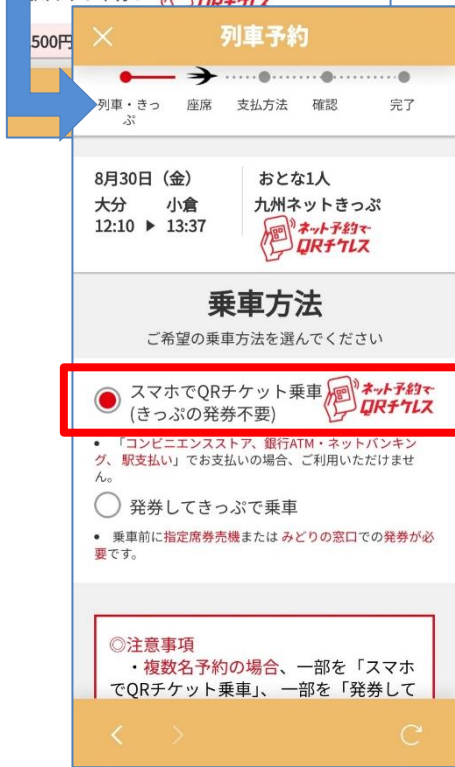 QRチケレス
500円
列車予約
列車・きっ
ぷ
座席
支払方法
確認
完了
8月30日（金）
おとな1人
大分　小倉
九州ネットきっぷ
12:10 ▶ 13:37
ネット予約で
QRチケレス
乗車方法
ご希望の乗車方法を選んでください
スマホでQRチケット乗車
(きっぷの発券不要)
ネット予約で
QRチケレス
• 「コンビニエンスストア、銀行ATM・ネットバンキン
グ、駅支払い」でお支払いの場合、ご利用いただけませ
ん。
発券してきっぷで乗車
• 乗車前に指定席券売機または みどりの窓口での発券が必
要です。
◎注意事項
・複数名予約の場合、一部を「スマホ
でQRチケット乗車」、一部を「発券して